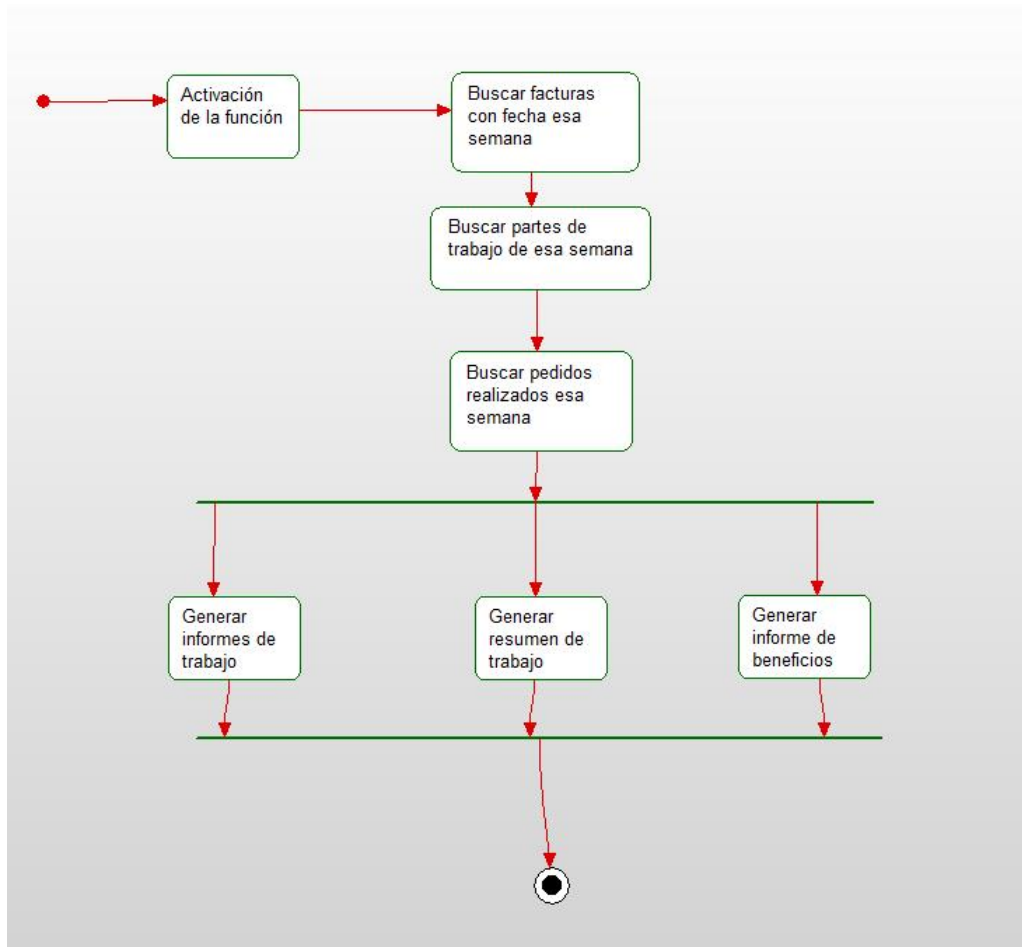 Activación
de la función
Buscar facturas
con fecha esa
semana
Buscar partes de
trabajo de esa semana
Buscar pedidos
realizados esa
semana
Generar
informes de
trabajo
Generar
resumen de
trabajo
Generar
informe de
beneficios